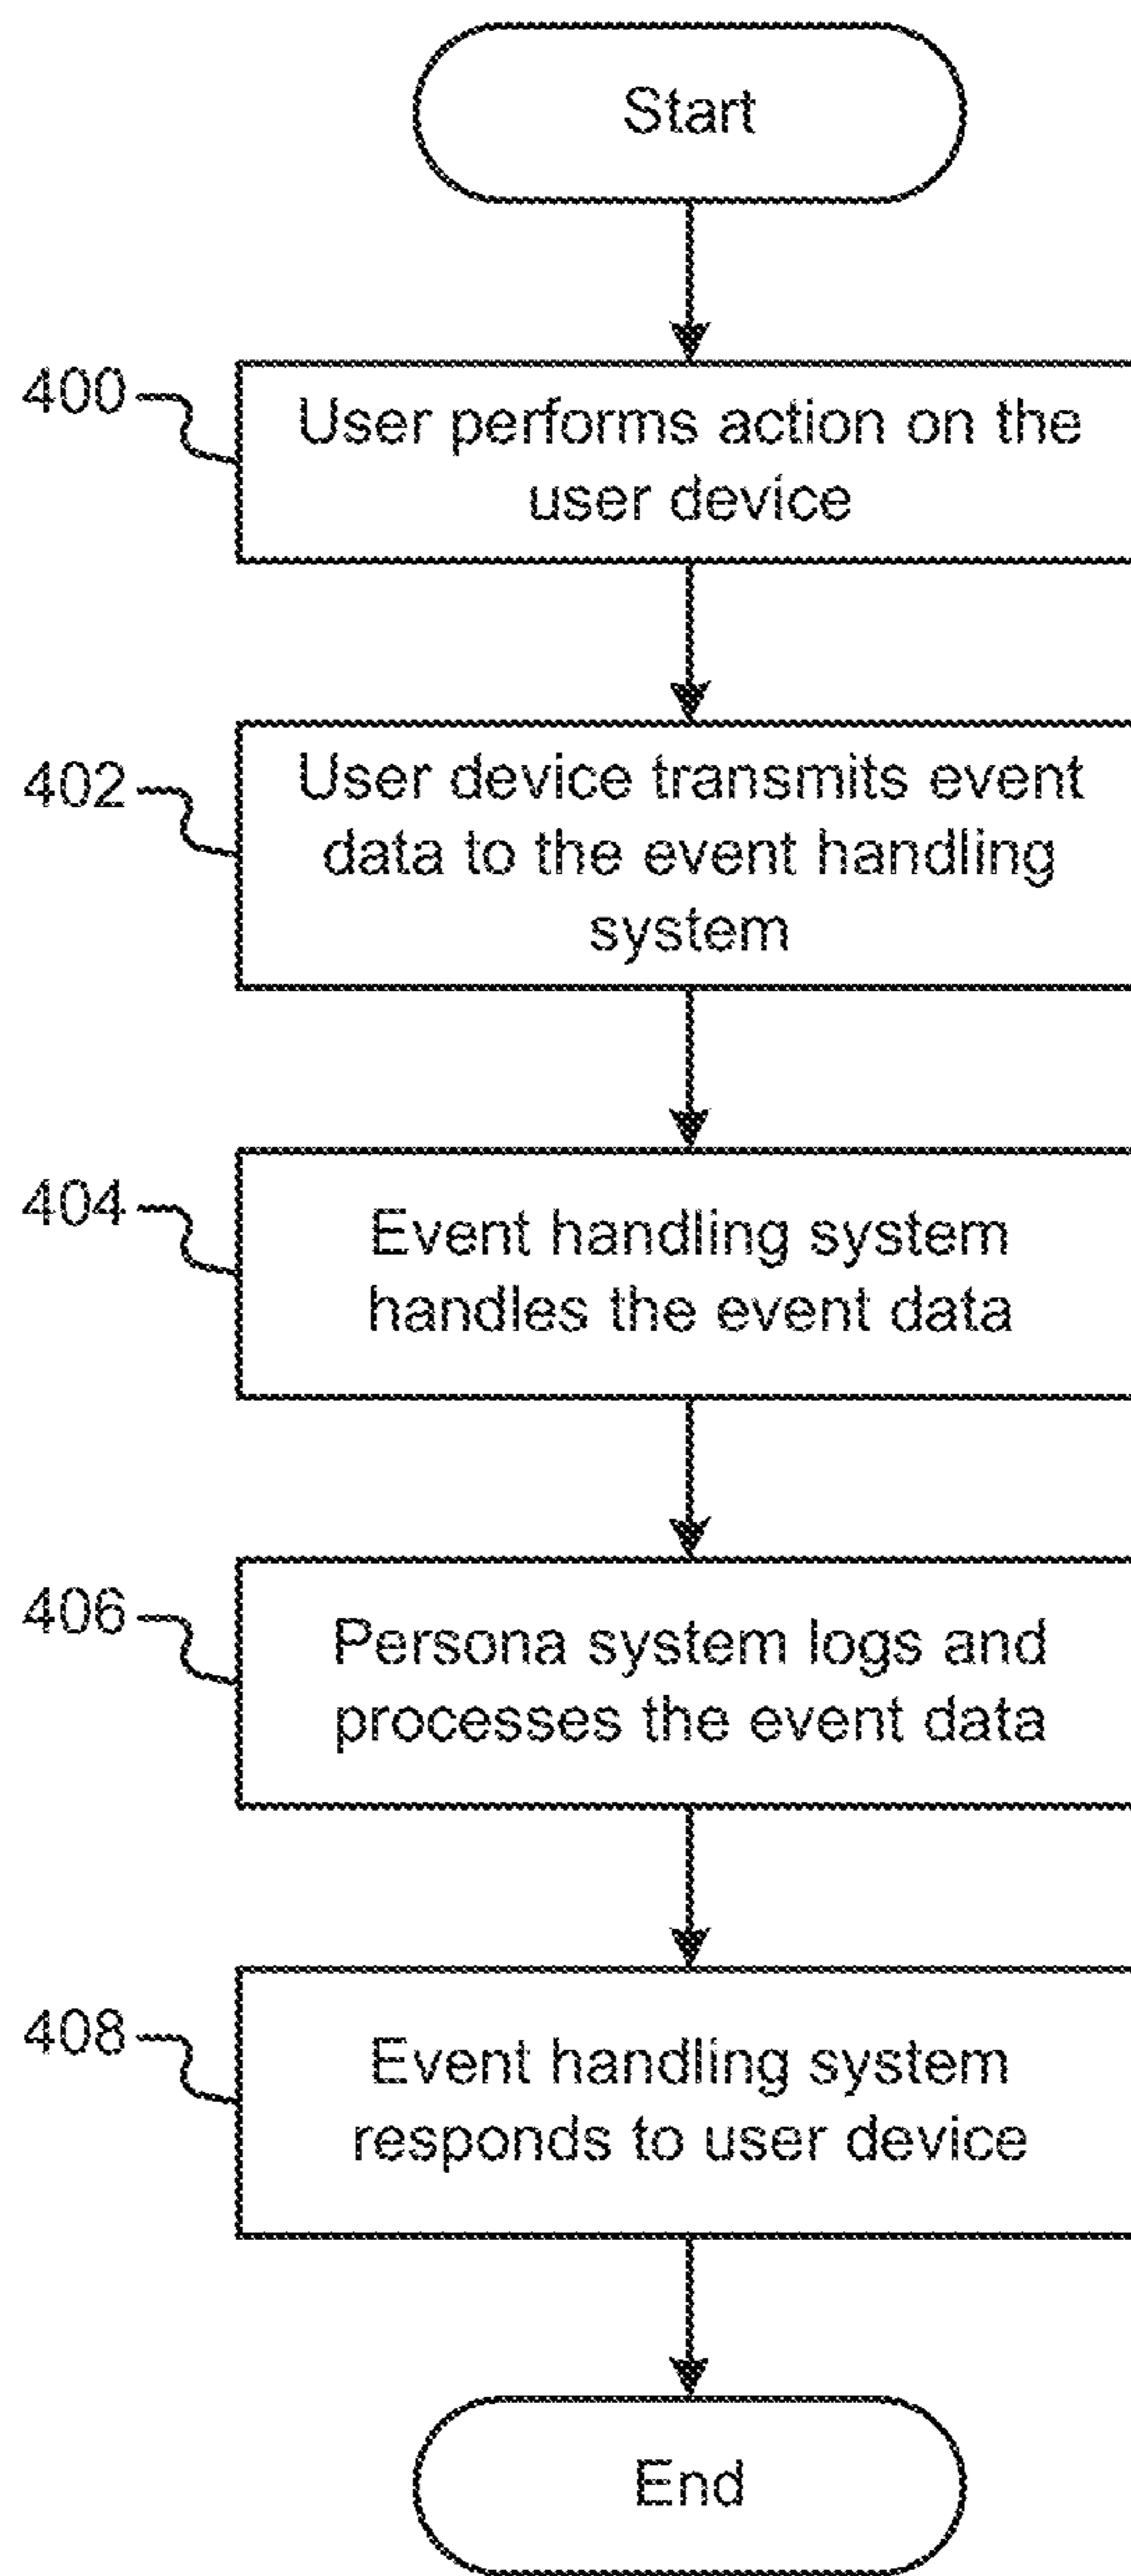 Start
400
User performs action on the
user device
402
User device transmits event
data to the event handling
system
404
Event handling system
handles the event data
406
Persona system logs and
processes the event data
408
Event handling system
responds to user device
End